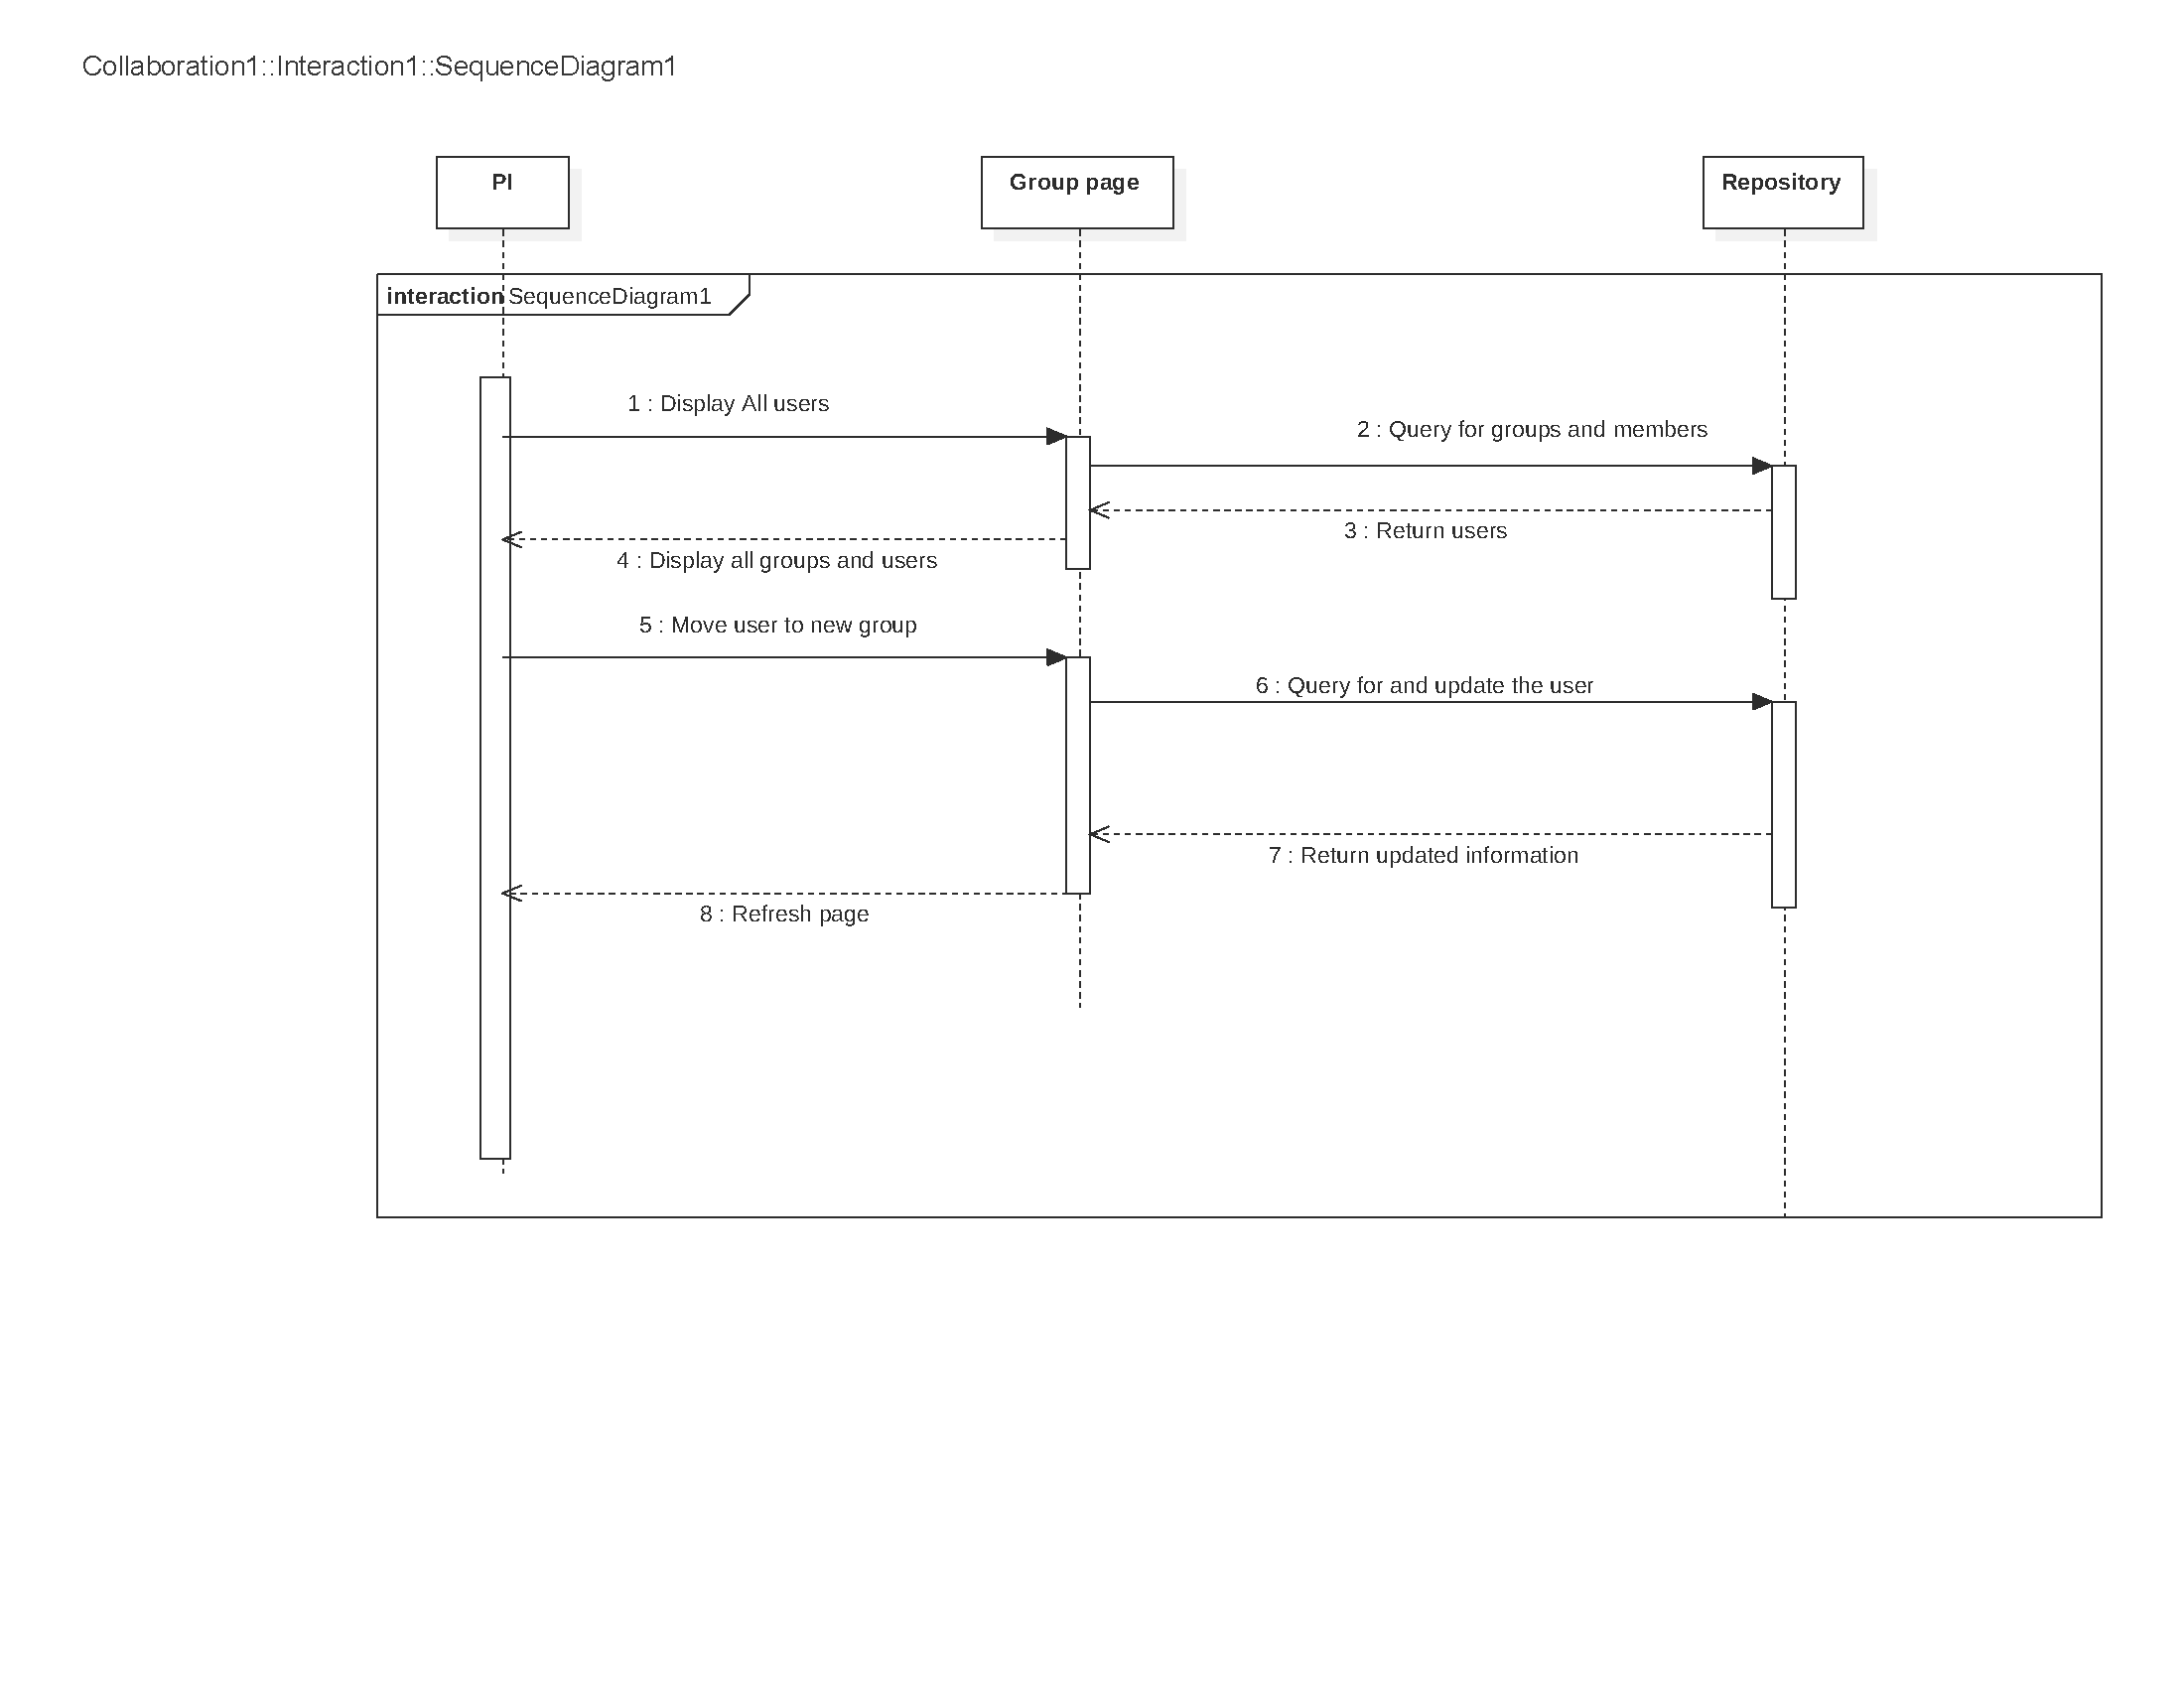 Collaboration1::Interaction1::SequenceDiagram1
PI
Group page
Repository
interaction SequenceDiagram1
1 : Display All users
2 : Query for groups and members
3 : Return users
4 : Display all groups and users
5 : Move user to new group
6 : Query for and update the user
7 : Return updated information
8 : Refresh page